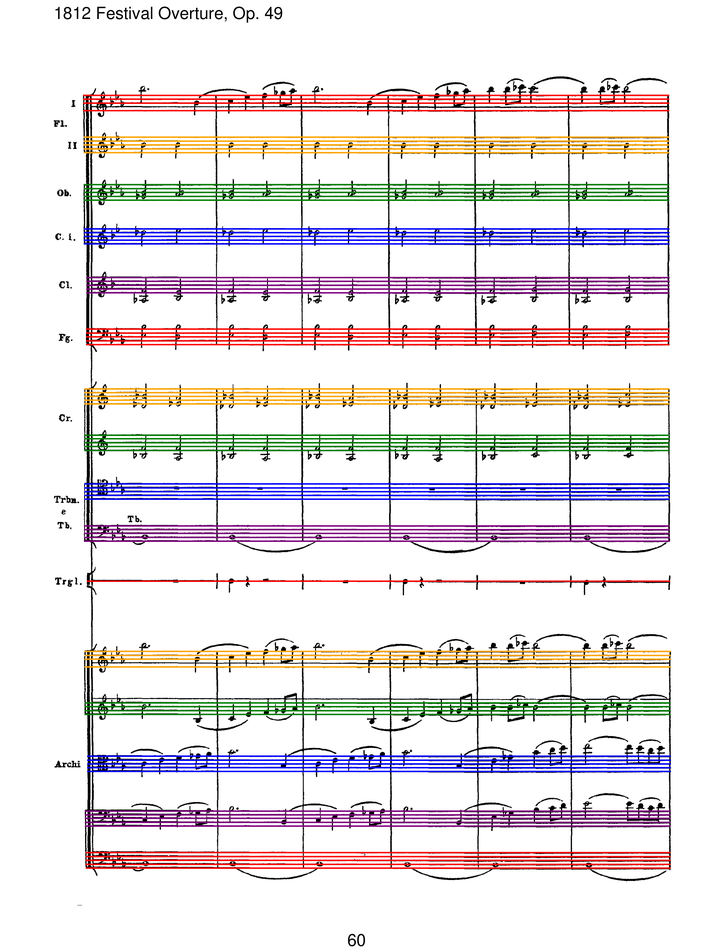 1812 Festival Overture, Op. 49
I
Fl.
II
Ob.
C. i.
Cl.
Fg.
Cr.
Trbn.
e
Tb.
Tb.
Trgl.
Archi
60